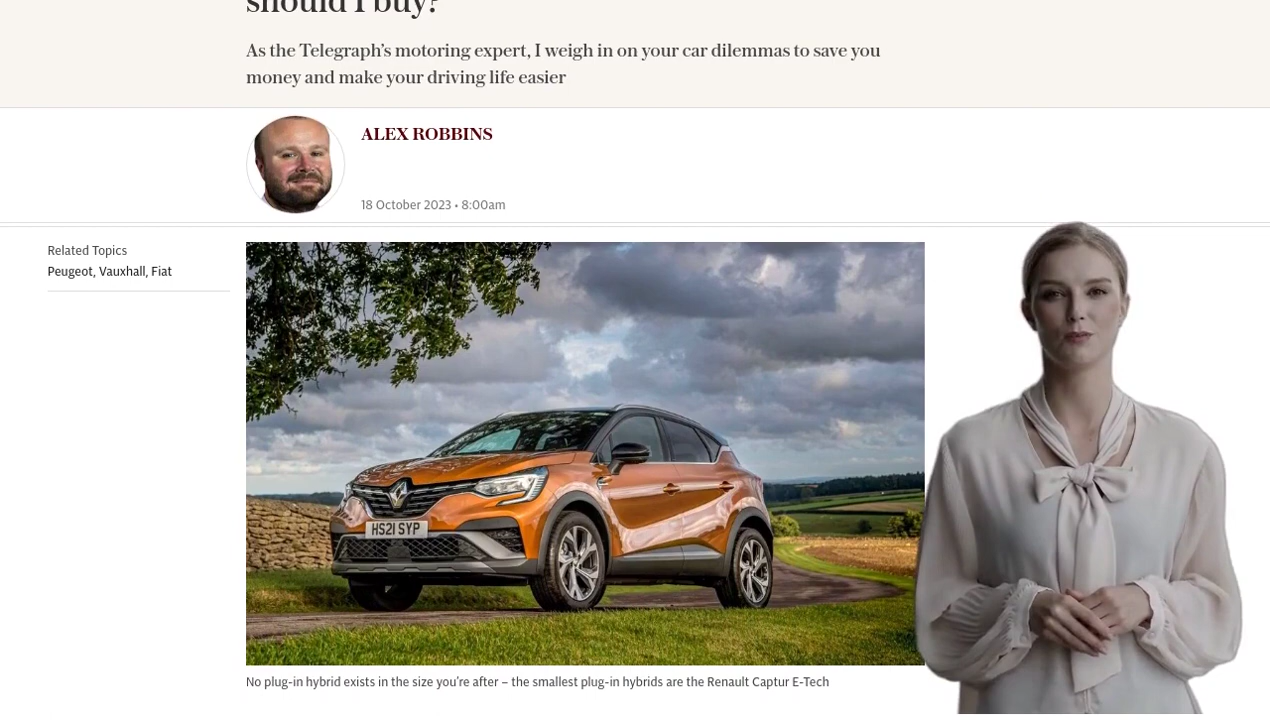 should I buy?
As the Telegraph's motoring expert, I weigh in on your car dilemmas to save you
money and make your driving life easier
ALEX ROBBINS
18 October 2023 • 8:00am
Related Topics
Peugeot, Vauxhall, Fiat
HS21 SYP
No plug-in hybrid exists in the size you're after – the smallest plug-in hybrids are the Renault Captur E-Tech